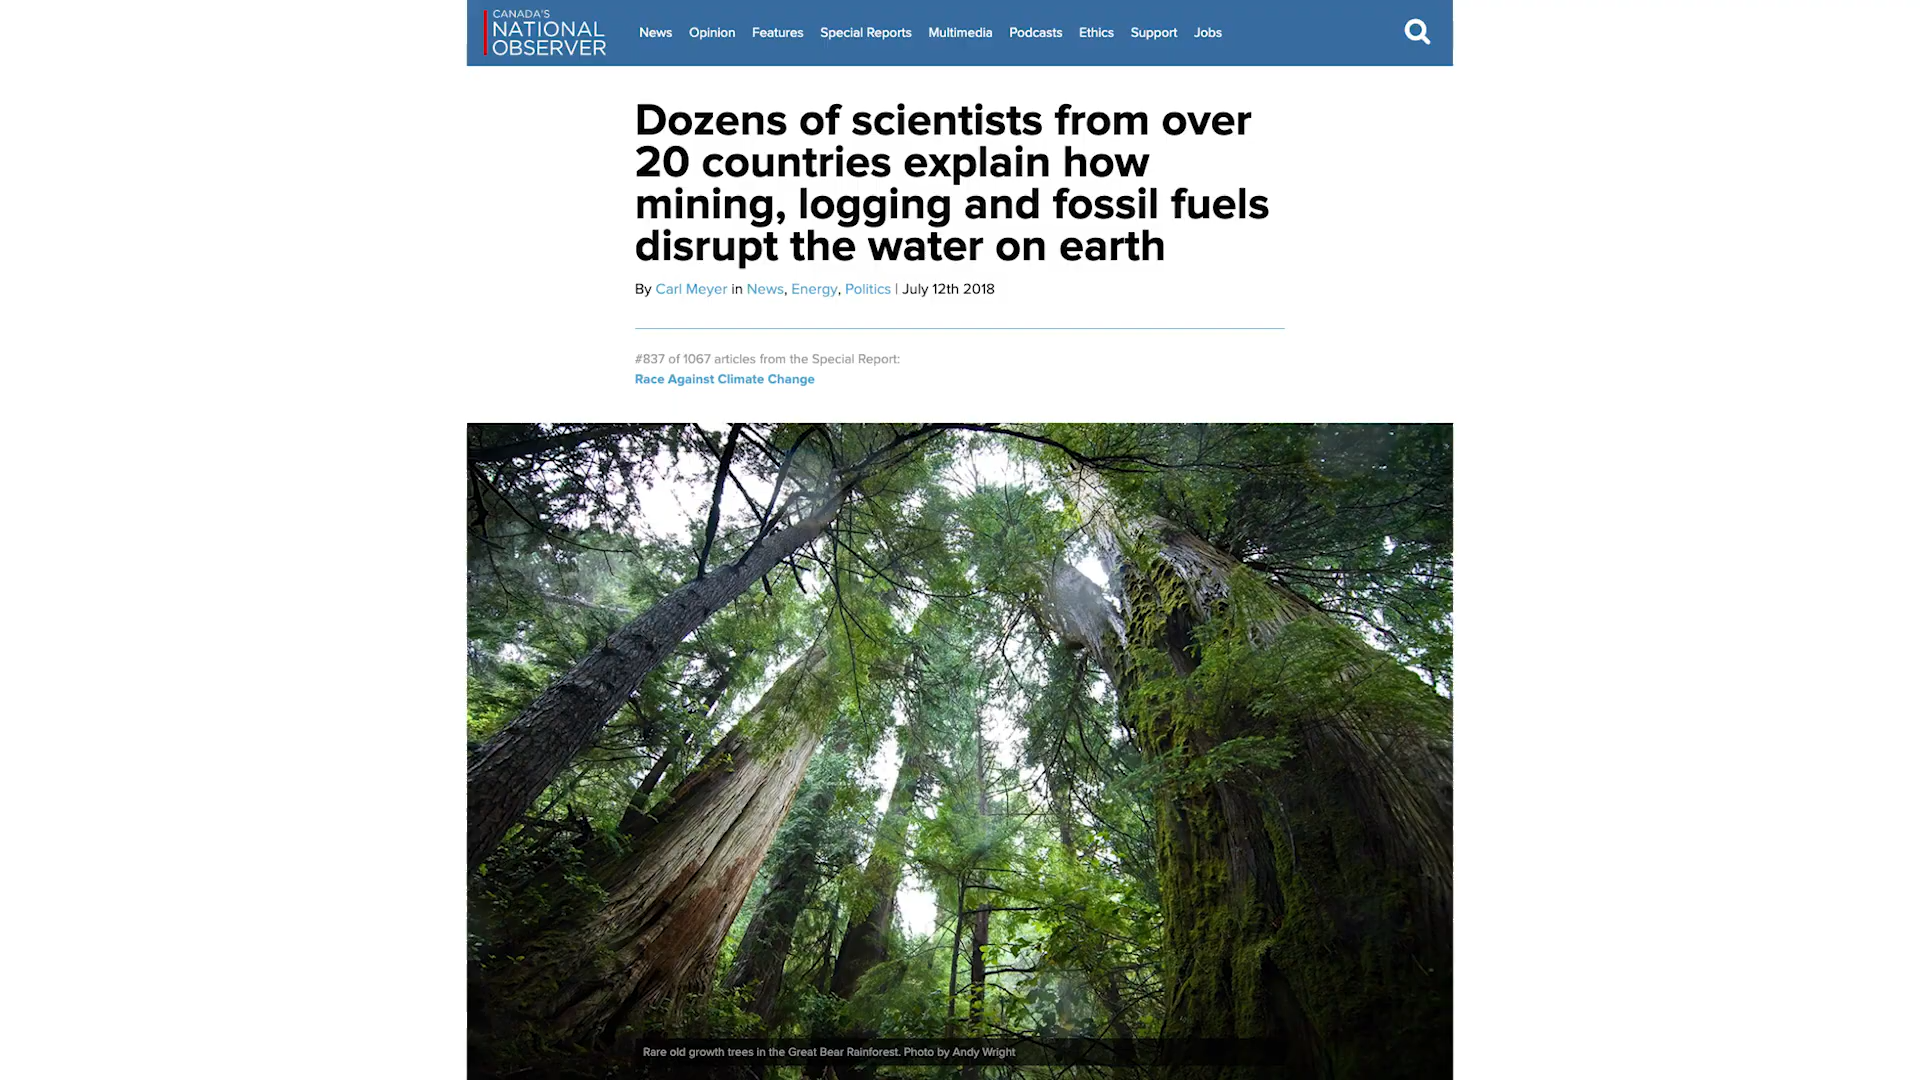 CANADA'S
NATIONAL
OBSERVER
News Opinion Features Special Reports Multimedia Podcasts Ethics Support Jobs
Dozens of scientists from over
20 countries explain how
mining, logging and fossil fuels
disrupt the water on earth
By Carl Meyer in News, Energy, Politics | July 12th 2018
#837 of 1067 articles from the Special Report:
Race Against Climate Change
Rare old growth trees in the Great Bear Rainforest. Photo by Andy Wright